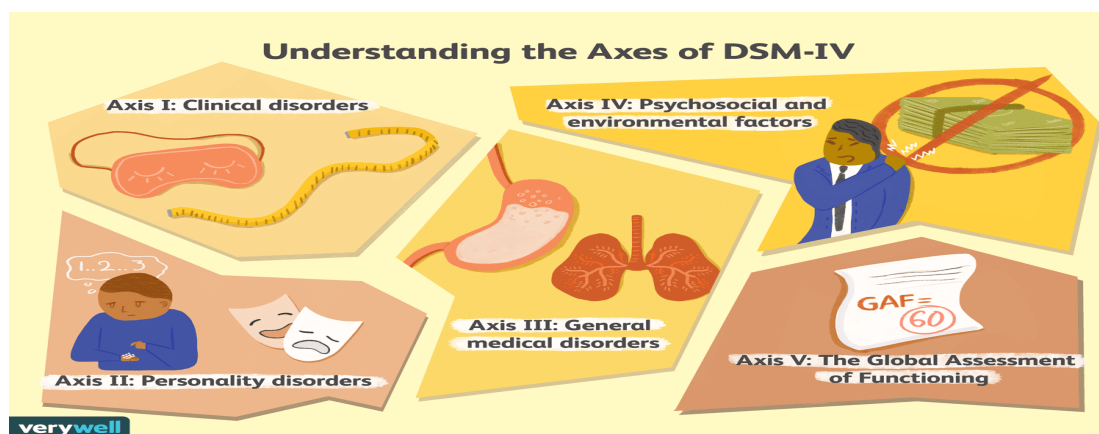 Understanding the Axes of DSM-IV
Axis I: Clinical disorders
Axis IV: Psychosocial and
environmental factors
1..2...3
Axis II: Personality disorders
Axis III: General
medical disorders
GAF=
60
Axis V: The Global Assessment
of Functioning
verywell